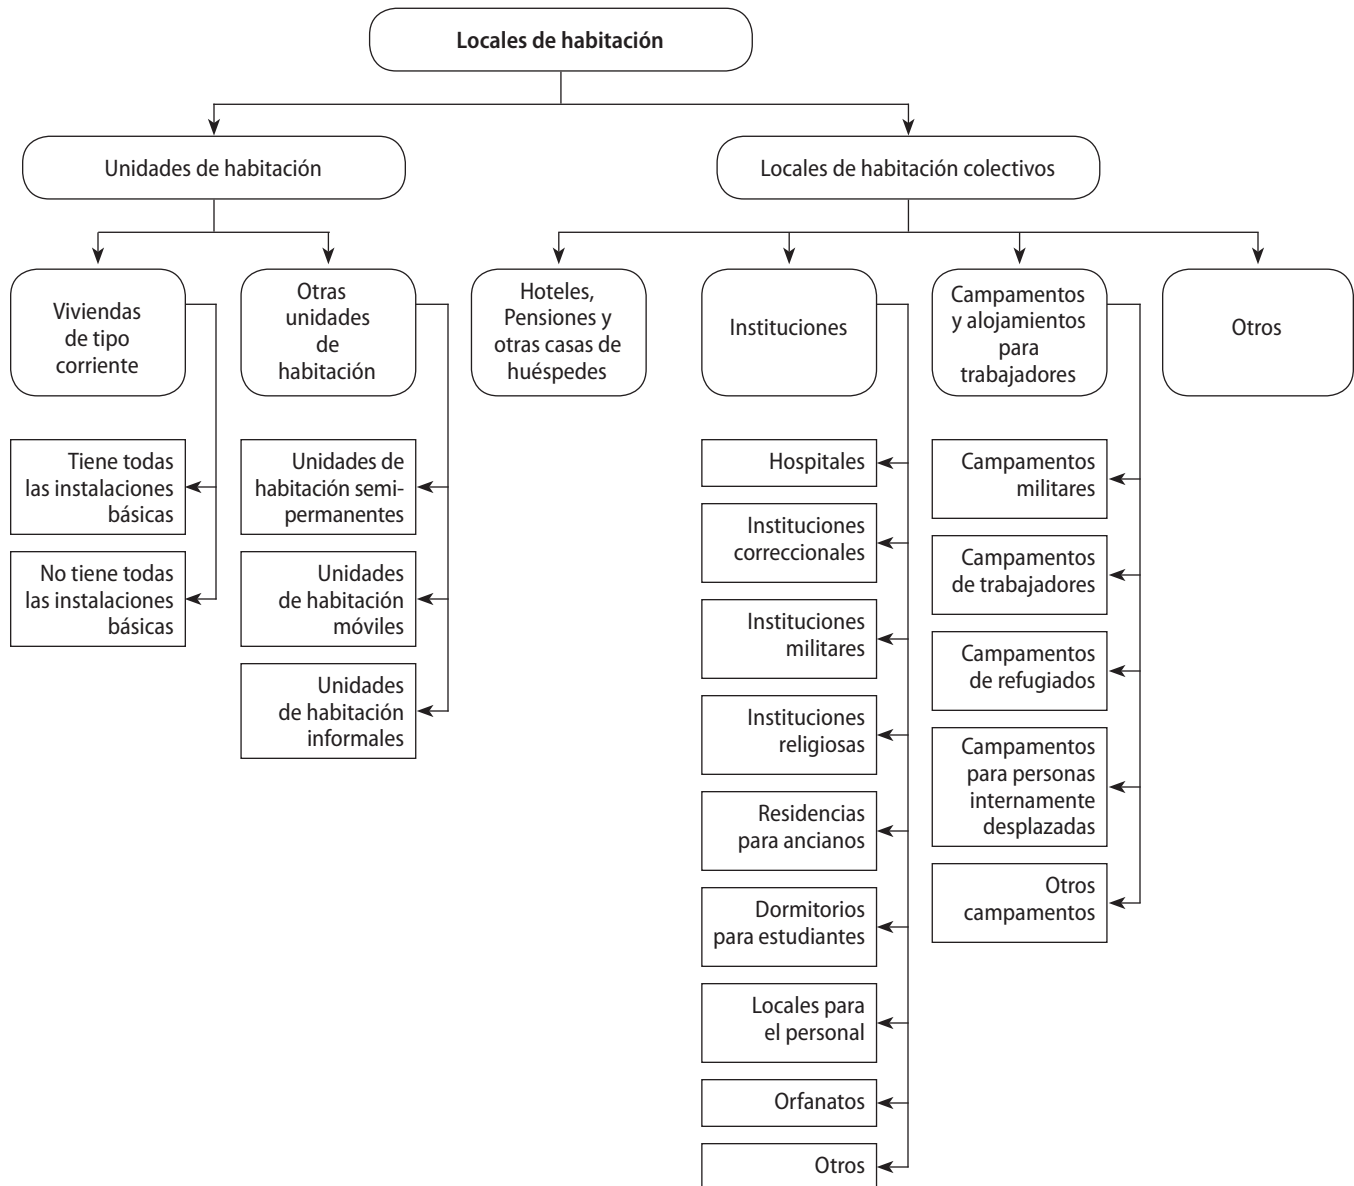 Locales de habitación
Unidades de habitación
Locales de habitación colectivos
Viviendas
de tipo
corriente
Otras
unidades
de
habitación
Hoteles,
Pensiones y
otras casas de
huéspedes
Instituciones
Campamentos
y alojamientos
para
trabajadores
Otros
Tiene todas
las instalaciones
básicas
No tiene todas
las instalaciones
básicas
Unidades de
habitación semi-
permanentes
Unidades
de habitación
móviles
Unidades
de habitación
informales
Hospitales
Instituciones
correccionales
Instituciones
militares
Instituciones
religiosas
Residencias
para ancianos
Dormitorios
para estudiantes
Locales para
el personal
Orfanatos
Otros
Campamentos
militares
Campamentos
de trabajadores
Campamentos
de refugiados
Campamentos
para personas
internamente
desplazadas
Otros
campamentos